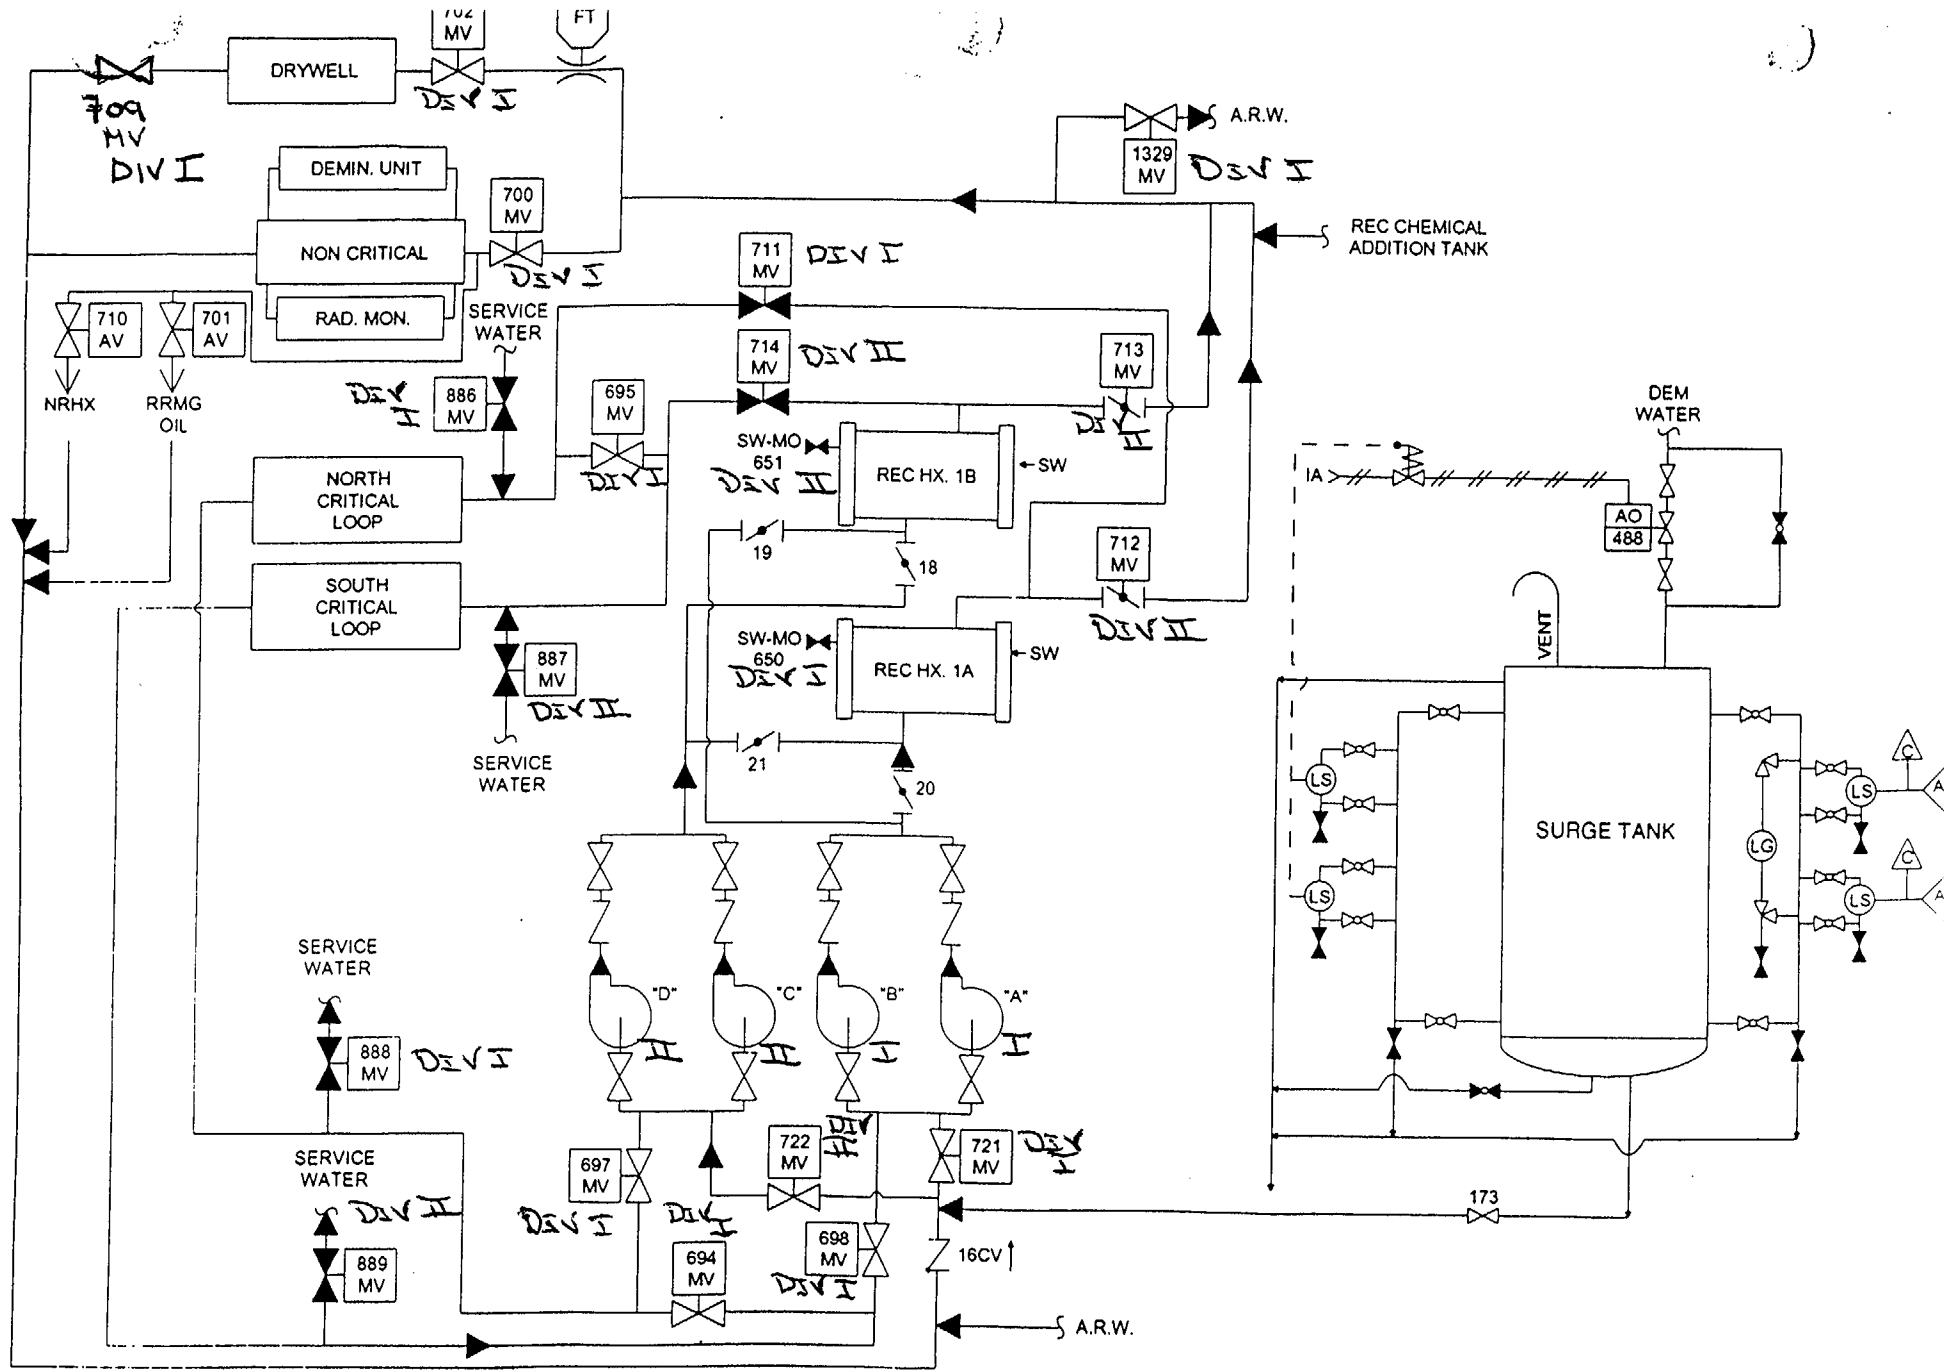 702
MV
FT
DRYWELL
DIV I
709
MV
DIV I
A.R.W.
1329
MV
DIV I
DEMIN. UNIT
700
MV
NON CRITICAL
DIV I
RAD. MON.
711
MV
DIV I
REC CHEMICAL
ADDITION TANK
710
AV
701
AV
SERVICE
WATER
714
MV
DIV II
713
MV
DIV
II
NRHX
RRMG
OIL
DIV
I
886
MV
695
MV
DIV I
SW-MO
651
DIV II
REC HX. 1B
SW
DEM
WATER
IA
AO
488
NORTH
CRITICAL
LOOP
19
18
712
MV
DIV II
SOUTH
CRITICAL
LOOP
887
MV
DIV II
SERVICE
WATER
SW-MO
650
DIV I
REC HX. 1A
SW
VENT
21
20
SURGE TANK
LS
LS
LG
LS
LS
C
A
C
A
"D"
"C"
"B"
"A"
II
II
I
I
SERVICE
WATER
888
MV
DIV I
SERVICE
WATER
DIV II
889
MV
697
MV
DIV I
DIV
I
694
MV
722
MV
DIV
II
721
MV
DIV
I
698
MV
DIV I
16CV
173
A.R.W.